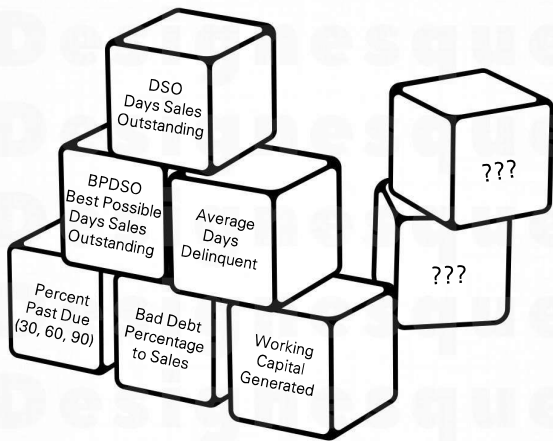 DSO
Days Sales
Outstanding
BPDSO
Best Possible
Days Sales
Outstanding
Average
Days
Delinquent
Percent
Past Due
(30, 60, 90)
Bad Debt
Percentage
to Sales
Working
Capital
Generated
???
???